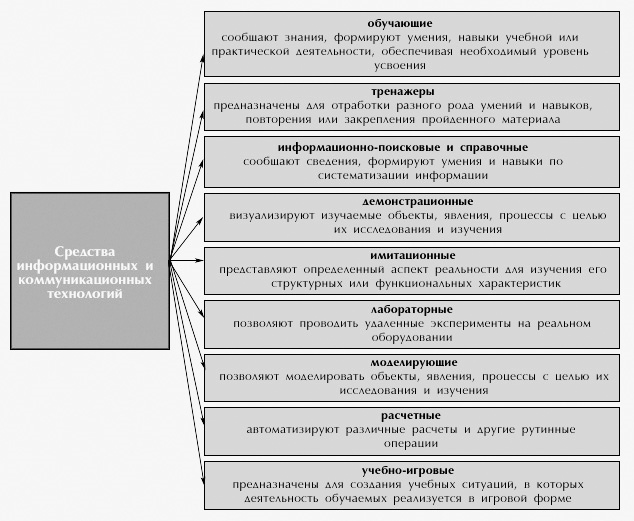 обучающие
сообщают знания, формируют умения, навыки учебной или
практической деятельности, обеспечивая необходимый уровень
усвоения
тренажеры
предназначены для отработки разного рода умений и навыков,
повторения или закрепления пройденного материала
информационно-поисковые и справочные
сообщают сведения, формируют умения и навыки по
систематизации информации
демонстрационные
визуализируют изучаемые объекты, явления, процессы с целью
их исследования и изучения
Средства
информационных и
коммуникационных
технологий
имитационные
представляют определенный аспект реальности для изучения его
структурных или функциональных характеристик
лабораторные
позволяют проводить удаленные эксперименты на реальном
оборудовании
моделирующие
позволяют моделировать объекты, явления, процессы с целью их
исследования и изучения
расчетные
автоматизируют различные расчеты и другие рутинные
операции
учебно-игровые
предназначены для создания учебных ситуаций, в которых
деятельность обучаемых реализуется в игровой форме